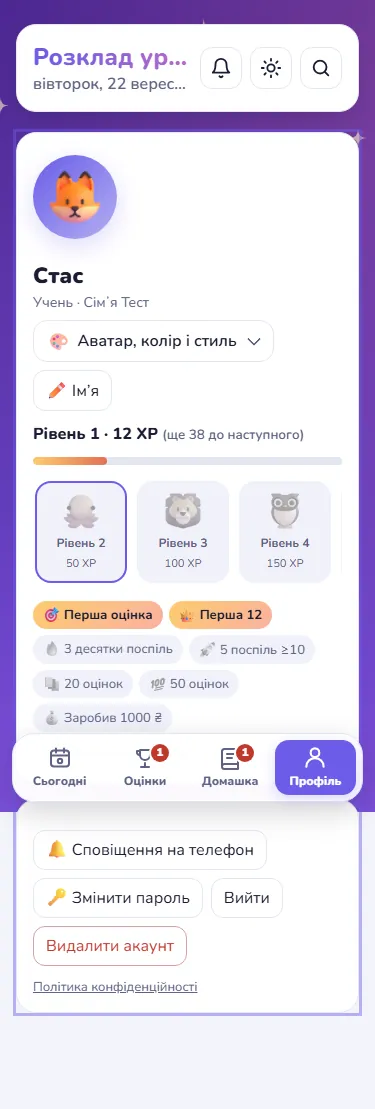 Розклад ур...
вівторок, 22 верес...
Стас
Учень · Сім'я Тест
Аватар, колір і стиль
Ім'я
Рівень 1 · 12 XP (ще 38 до наступного)
Рівень 2
50 XP
Рівень 3
100 XP
Рівень 4
150 XP
Перша оцінка
Перша 12
3 десятки поспіль
5 поспіль ≥10
20 оцінок
💯 50 оцінок
Заробив 1000 ₴
Сьогодні
1
Оцінки
1
Домашка
Профіль
Сповіщення на телефон
Змінити пароль
Вийти
Видалити акаунт
Політика конфіденційності